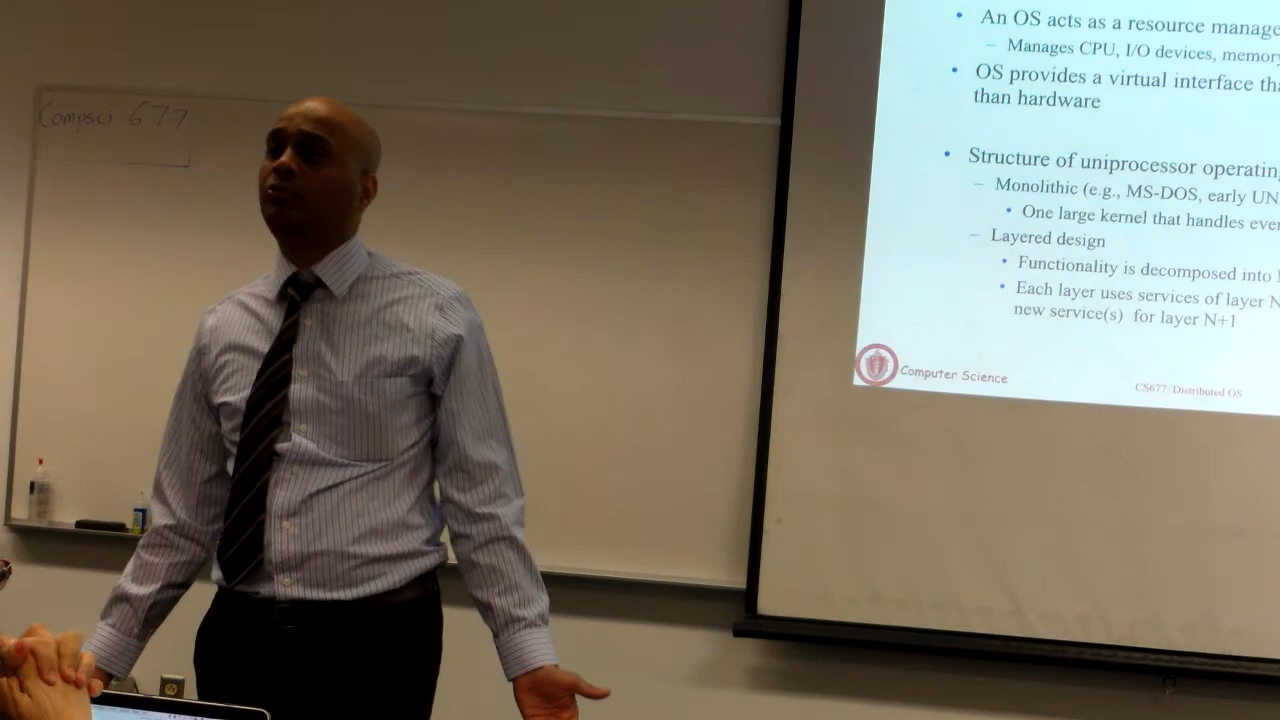 Compsci 677
• An OS acts as a resource manage
– Manages CPU, I/O devices, memory
• OS provides a virtual interface tha
than hardware
• Structure of uniprocessor operatin
– Monolithic (e.g., MS-DOS, early UN
• One large kernel that handles eve
– Layered design
• Functionality is decomposed into
• Each layer uses services of layer N
new service(s) for layer N+1
Computer Science
CS677: Distributed OS